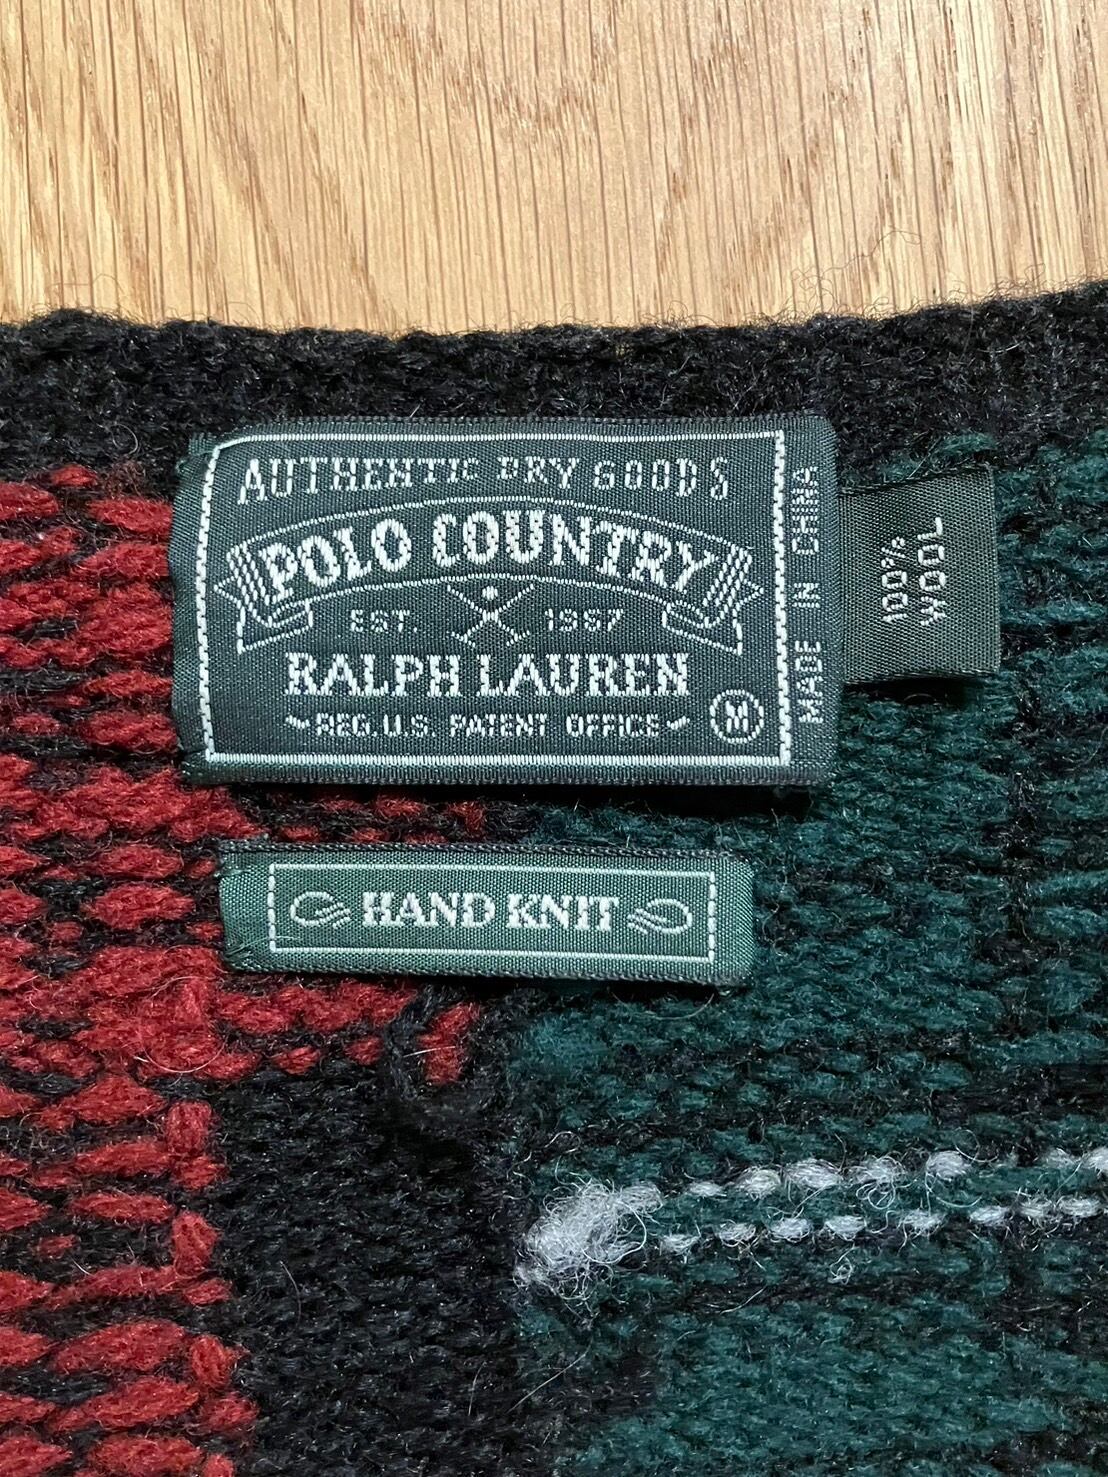 AUTHENTIC DRY GOODS
POLO COUNTRY
EST. 1967
RALPH LAUREN
REG. U.S. PATENT OFFICE
M
MADE IN CHINA
100%
WOOL
HAND KNIT